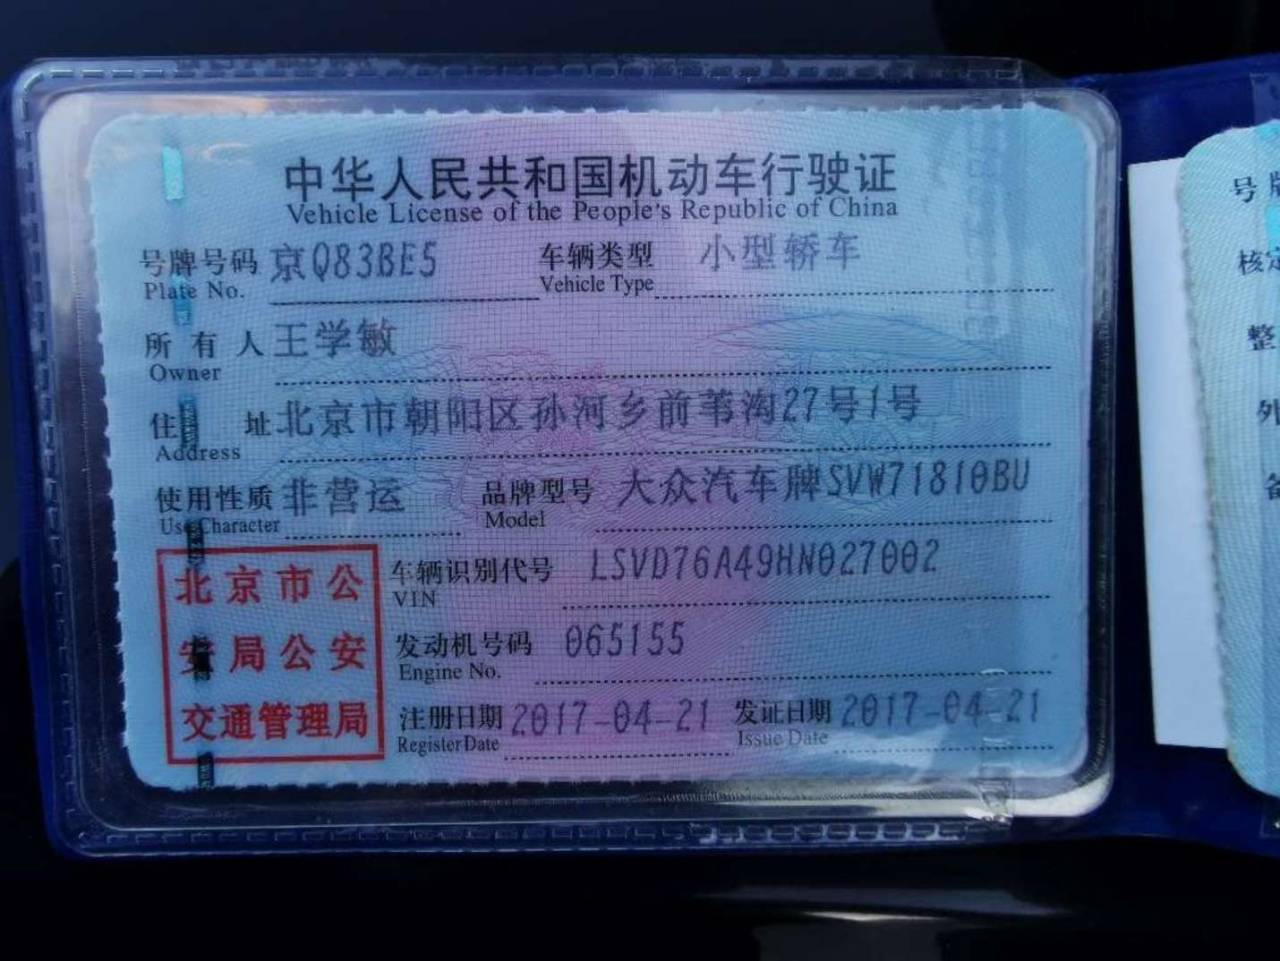 中华人民共和国机动车行驶证
Vehicle License of the People's Republic of China
号牌号码 京Q83BE5 车辆类型 小型轿车
Plate No. Vehicle Type
所有人 王学敏
Owner
住址 北京市朝阳区孙河乡前苇沟27号1号
Address
使用性质 非营运 品牌型号 大众汽车牌SVW71810BU
Use Character Model
北京市公
安局公安
交通管理局
车辆识别代号 LSVD76A49HN027002
VIN
发动机号码 065155
Engine No.
注册日期 2017-04-21 发证日期 2017-04-21
Register Date Issue Date
号牌
核定
整
外
备